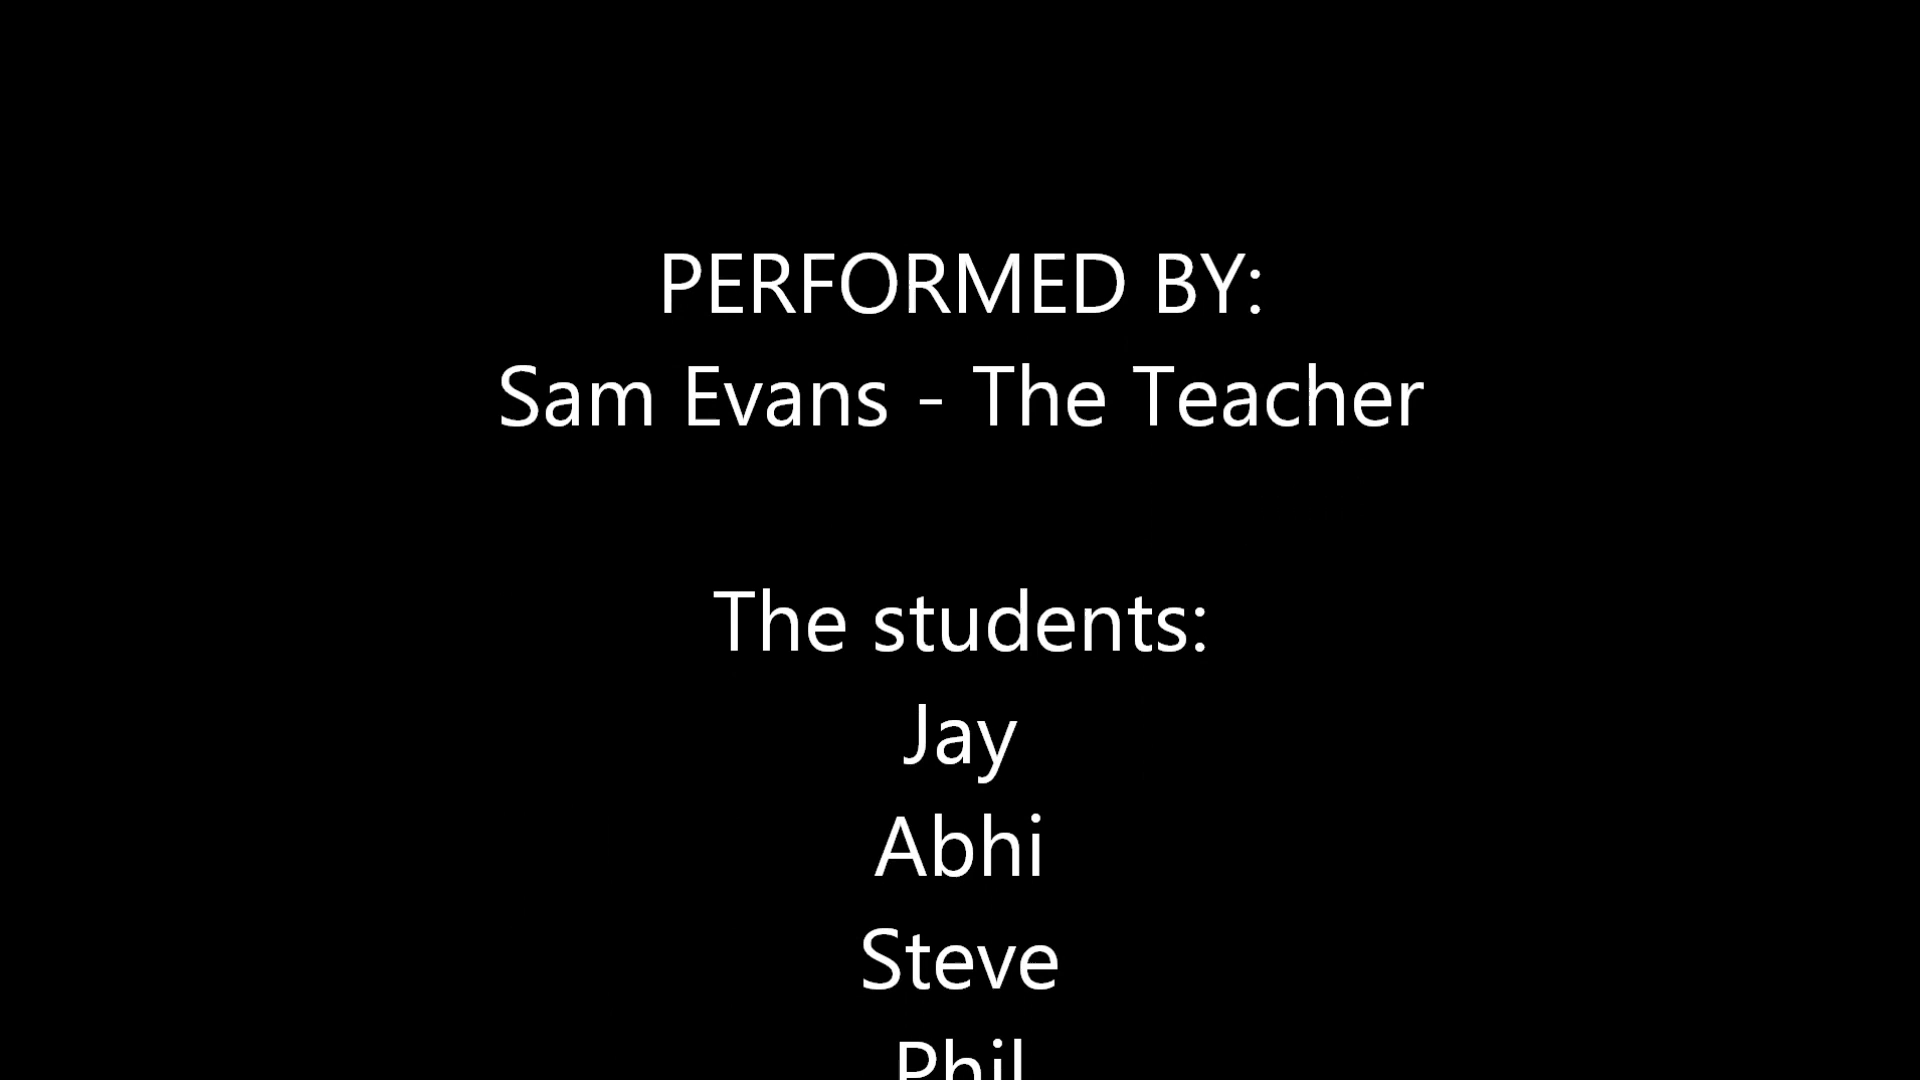 PERFORMED BY:
Sam Evans - The Teacher
The students:
Jay
Abhi
Steve
Phil